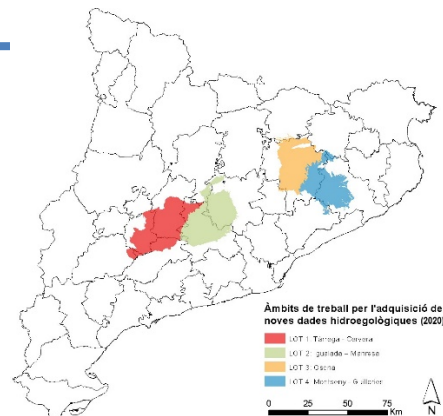 Àmbits de treball per l'adquisició de
noves dades hidroegològiques (2020)
LOT 1: Tàrrega - Cervera
LOT 2: Igualada - Manresa
LOT 3: Osona
LOT 4: Montseny - Guilleries
0 25 50 75
Km
N